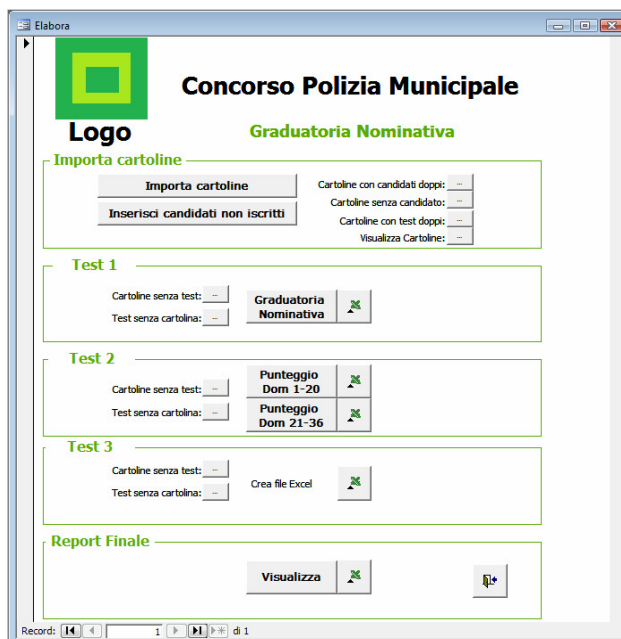 Elabora
Logo
Concorso Polizia Municipale
Graduatoria Nominativa
Importa cartoline
Importa cartoline
Inserisci candidati non iscritti
Cartoline con candidati doppi: ...
Cartoline senza candidato: ...
Cartoline con test doppi: ...
Visualizza Cartoline: ...
Test 1
Cartoline senza test: ...
Test senza cartolina: ...
Graduatoria
Nominativa
Test 2
Cartoline senza test: ...
Test senza cartolina: ...
Punteggio
Dom 1-20
Punteggio
Dom 21-36
Test 3
Cartoline senza test: ...
Test senza cartolina: ...
Crea file Excel
Report Finale
Visualizza
Record: 1 di 1